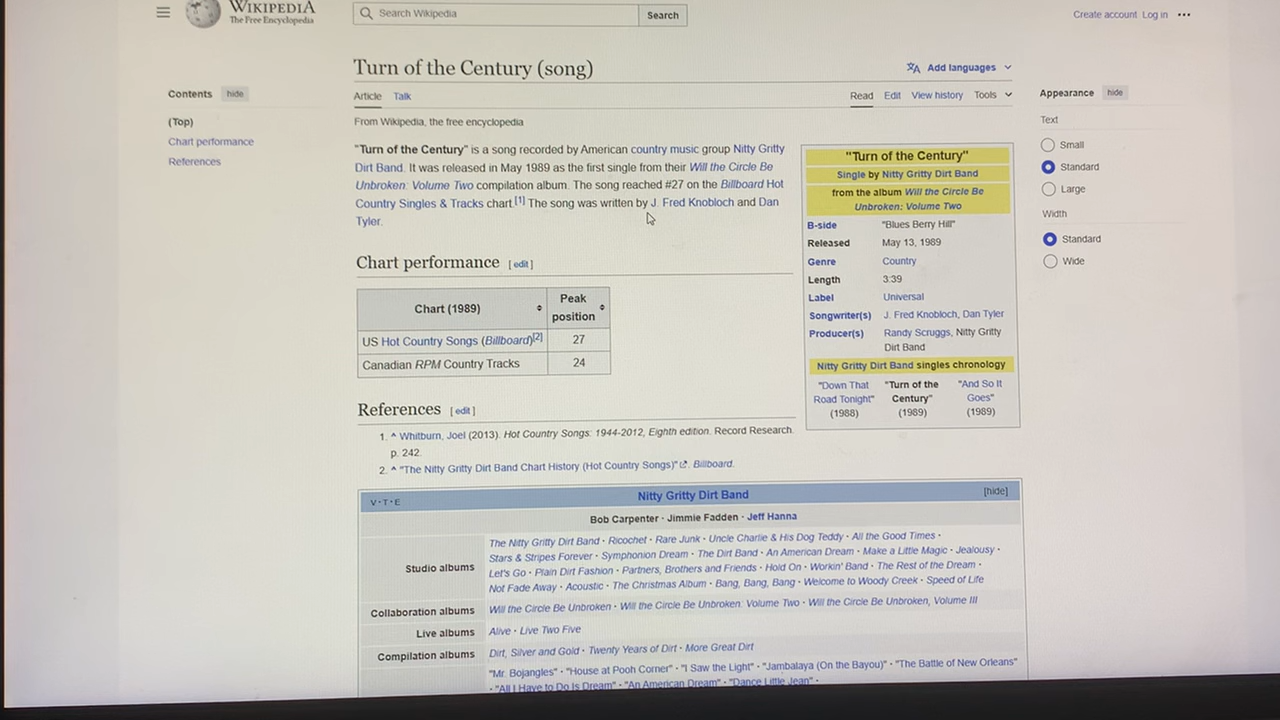 WIKIPEDIA
The Free Encyclopedia
Search Wikipedia
Search
Create account Log in
Turn of the Century (song)
Add languages
Contents hide
Article Talk
Read Edit View history Tools
Appearance hide
(Top)
Chart performance
References
From Wikipedia, the free encyclopedia
"Turn of the Century" is a song recorded by American country music group Nitty Gritty
Dirt Band. It was released in May 1989 as the first single from their Will the Circle Be
Unbroken: Volume Two compilation album. The song reached #27 on the Billboard Hot
Country Singles & Tracks chart.[1] The song was written by J. Fred Knobloch and Dan
Tyler.
"Turn of the Century"
Single by Nitty Gritty Dirt Band
from the album Will the Circle Be
Unbroken: Volume Two
B-side "Blues Berry Hill"
Released May 13, 1989
Genre Country
Length 3:39
Label Universal
Songwriter(s) J. Fred Knobloch, Dan Tyler
Producer(s) Randy Scruggs, Nitty Gritty
Dirt Band
Nitty Gritty Dirt Band singles chronology
"Down That
Road Tonight"
(1988)
"Turn of the
Century"
(1989)
"And So It
Goes"
(1989)
Text
Small
Standard
Large
Width
Standard
Wide
Chart performance [ edit ]
Chart (1989) Peak
position
US Hot Country Songs (Billboard)[2] 27
Canadian RPM Country Tracks 24
References [ edit ]
1. ^ Whitburn, Joel (2013). Hot Country Songs: 1944-2012, Eighth edition. Record Research.
p. 242.
2. ^ "The Nitty Gritty Dirt Band Chart History (Hot Country Songs)". Billboard.
V·T·E Nitty Gritty Dirt Band [hide]
Bob Carpenter · Jimmie Fadden · Jeff Hanna
Studio albums
The Nitty Gritty Dirt Band · Ricochet · Rare Junk · Uncle Charlie & His Dog Teddy · All the Good Times ·
Stars & Stripes Forever · Symphonion Dream · The Dirt Band · An American Dream · Make a Little Magic · Jealousy ·
Let's Go · Plain Dirt Fashion · Partners, Brothers and Friends · Hold On · Workin' Band · The Rest of the Dream ·
Not Fade Away · Acoustic · The Christmas Album · Bang, Bang, Bang · Welcome to Woody Creek · Speed of Life
Collaboration albums Will the Circle Be Unbroken · Will the Circle Be Unbroken: Volume Two · Will the Circle Be Unbroken, Volume III
Live albums Alive · Live Two Five
Compilation albums Dirt, Silver and Gold · Twenty Years of Dirt · More Great Dirt
"Mr. Bojangles" · "House at Pooh Corner" · "I Saw the Light" · "Jambalaya (On the Bayou)" · "The Battle of New Orleans"
· "All I Have to Do Is Dream" · "An American Dream" · "Dance Little Jean" ·